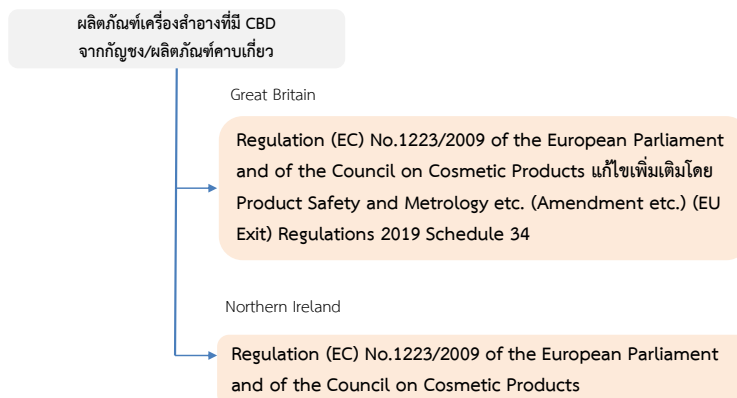 ผลิตภัณฑ์เครื่องสำอางที่มี CBD
จากกัญชง/ผลิตภัณฑ์คาบเกี่ยว
Great Britain
Regulation (EC) No.1223/2009 of the European Parliament
and of the Council on Cosmetic Products แก้ไขเพิ่มเติมโดย
Product Safety and Metrology etc. (Amendment etc.) (EU
Exit) Regulations 2019 Schedule 34
Northern Ireland
Regulation (EC) No.1223/2009 of the European Parliament
and of the Council on Cosmetic Products